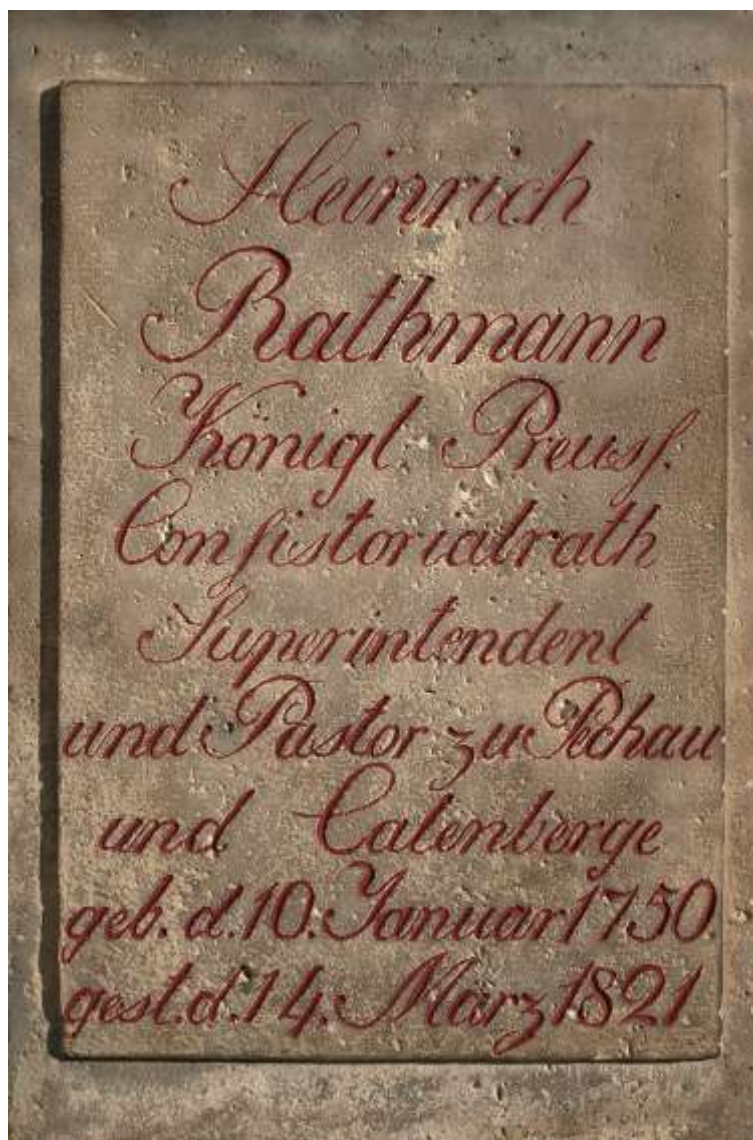 Heinrich
Rathmann
Königl. Preusſ.
Conſistorialrath
Superintendent
und Pastor zu Pechau
und Calenberge
geb. d. 10. Januar 1750.
gest. d. 14. März 1821